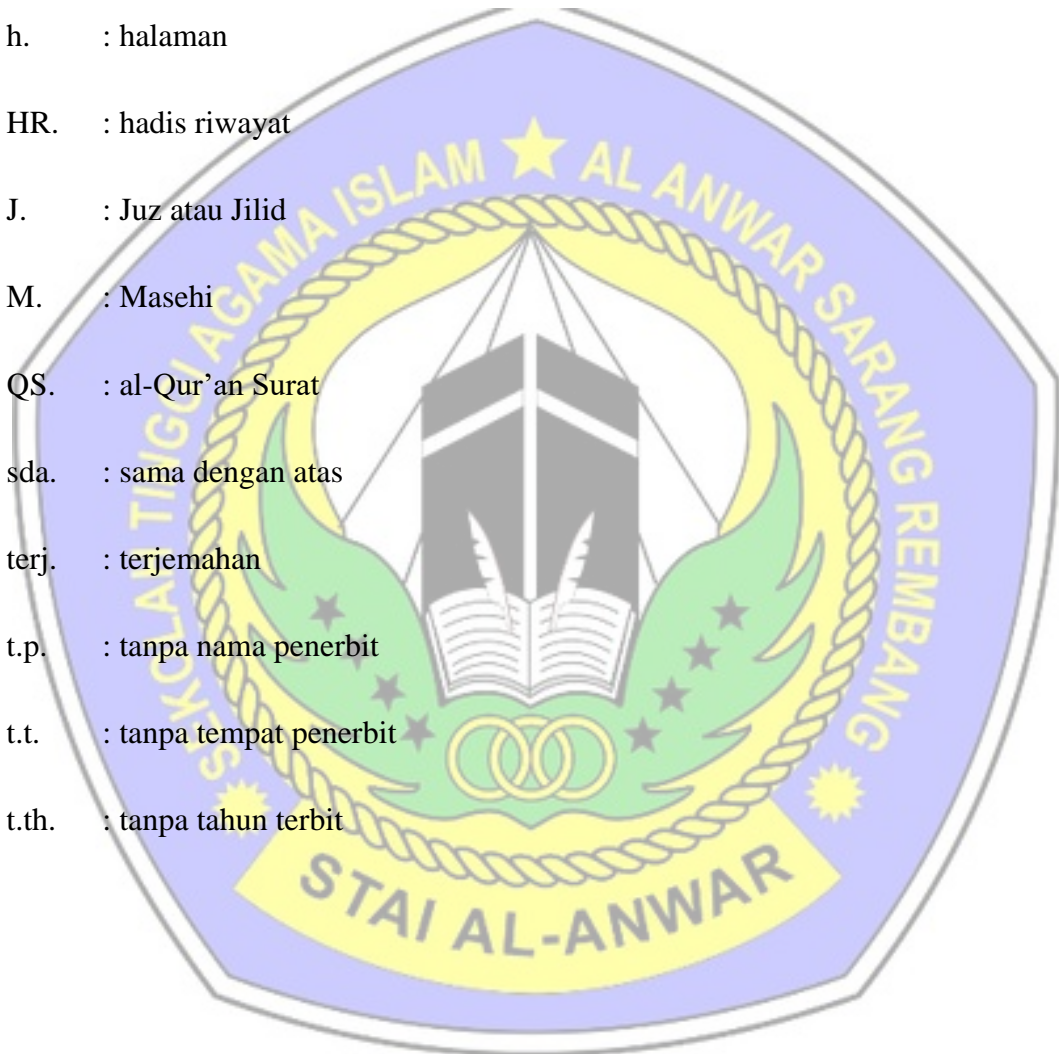 h. : halaman
HR. : hadis riwayat
J. : Juz atau Jilid
M. : Masehi
QS. : al-Qur’an Surat
sda. : sama dengan atas
terj. : terjemahan
t.p. : tanpa nama penerbit
t.t. : tanpa tempat penerbit
t.th. : tanpa tahun terbit
SEKOLAH TINGGI AGAMA ISLAM ★ AL ANWAR SARANG REMBANG
STAI AL-ANWAR